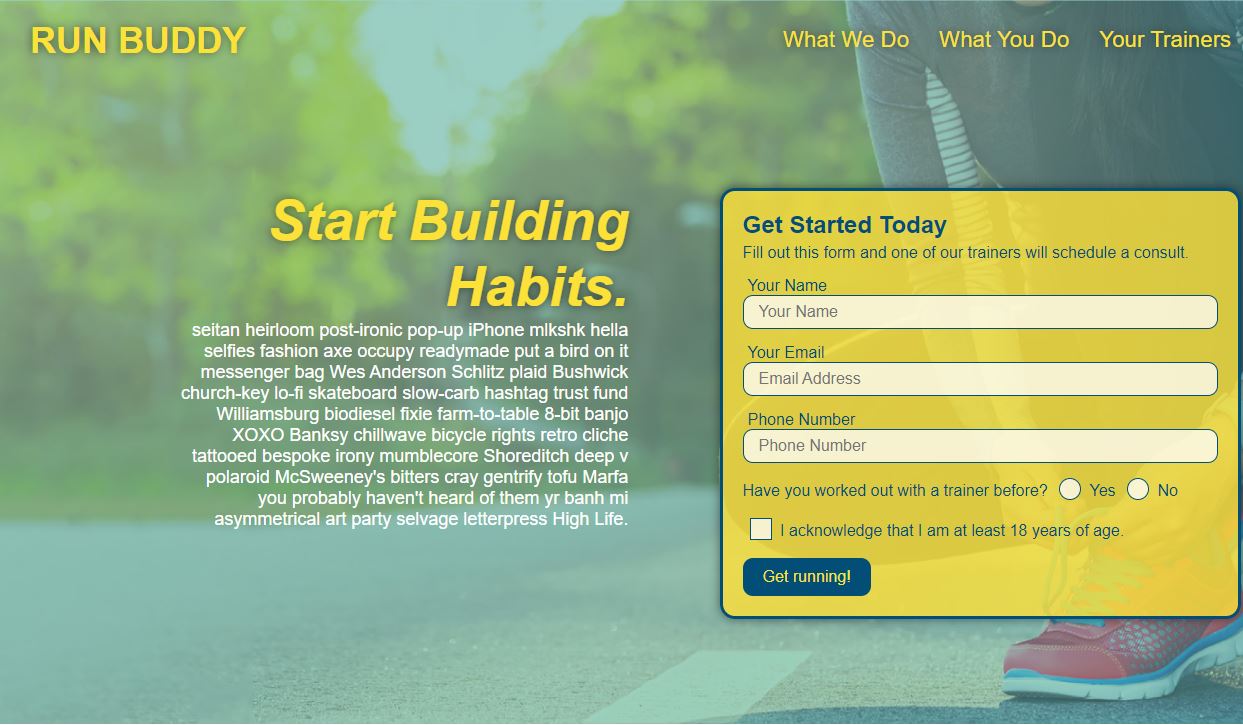 RUN BUDDY
What We Do
What You Do
Your Trainers
Start Building
Habits.
seitan heirloom post-ironic pop-up iPhone mlkshk hella
selfies fashion axe occupy readymade put a bird on it
messenger bag Wes Anderson Schlitz plaid Bushwick
church-key lo-fi skateboard slow-carb hashtag trust fund
Williamsburg biodiesel fixie farm-to-table 8-bit banjo
XOXO Banksy chillwave bicycle rights retro cliche
tattooed bespoke irony mumblecore Shoreditch deep v
polaroid McSweeney's bitters cray gentrify tofu Marfa
you probably haven't heard of them yr banh mi
asymmetrical art party selvage letterpress High Life.
Get Started Today
Fill out this form and one of our trainers will schedule a consult.
Your Name
Your Name
Your Email
Email Address
Phone Number
Phone Number
Have you worked out with a trainer before? Yes No
I acknowledge that I am at least 18 years of age.
Get running!